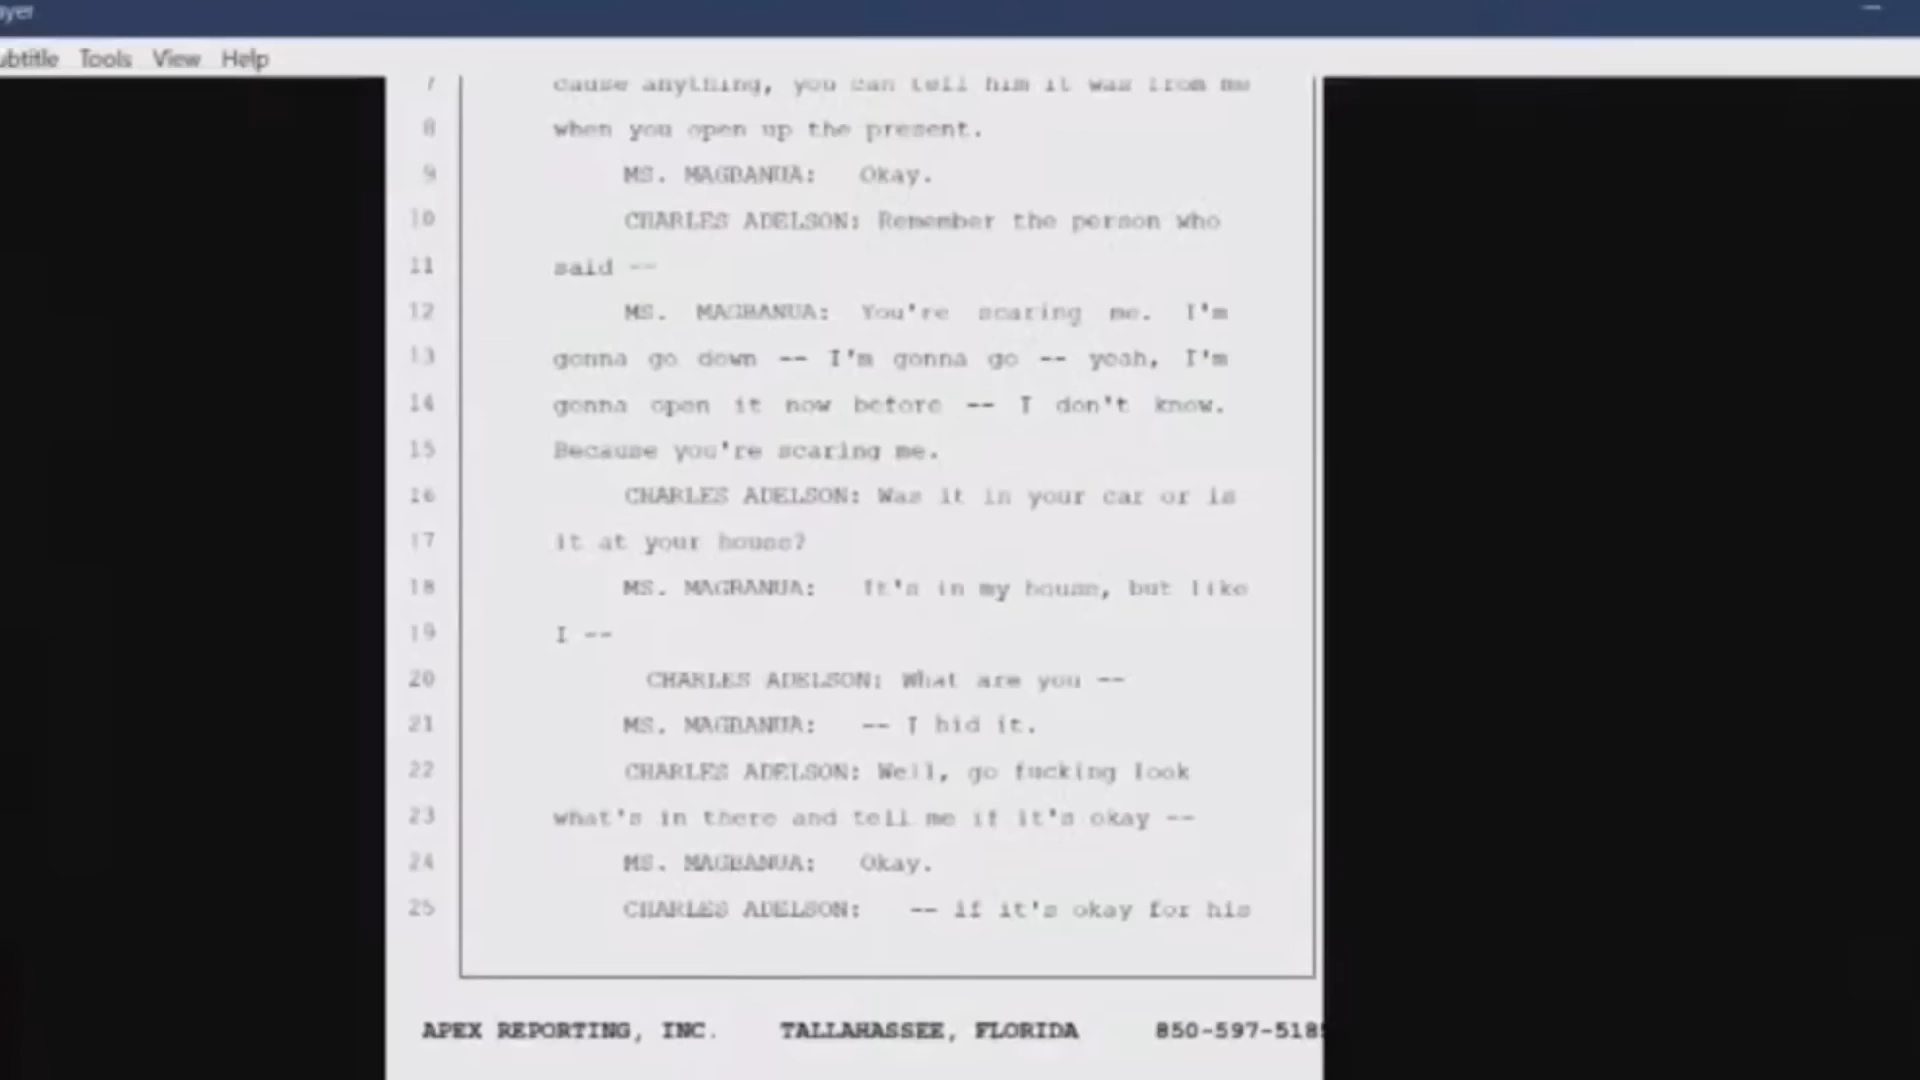 ayer
ubtitle Tools View Help
7 cause anything, you can tell him it was from me
8 when you open up the present.
9 MS. MAGBANUA: Okay.
10 CHARLES ADELSON: Remember the person who
11 said --
12 MS. MAGBANUA: You're scaring me. I'm
13 gonna go down -- I'm gonna go -- yeah, I'm
14 gonna open it now before -- I don't know.
15 Because you're scaring me.
16 CHARLES ADELSON: Was it in your car or is
17 it at your house?
18 MS. MAGBANUA: It's in my house, but like
19 I --
20 CHARLES ADELSON: What are you --
21 MS. MAGBANUA: -- I hid it.
22 CHARLES ADELSON: Well, go fucking look
23 what's in there and tell me if it's okay --
24 MS. MAGBANUA: Okay.
25 CHARLES ADELSON: -- if it's okay for his
APEX REPORTING, INC. TALLAHASSEE, FLORIDA 850-597-518